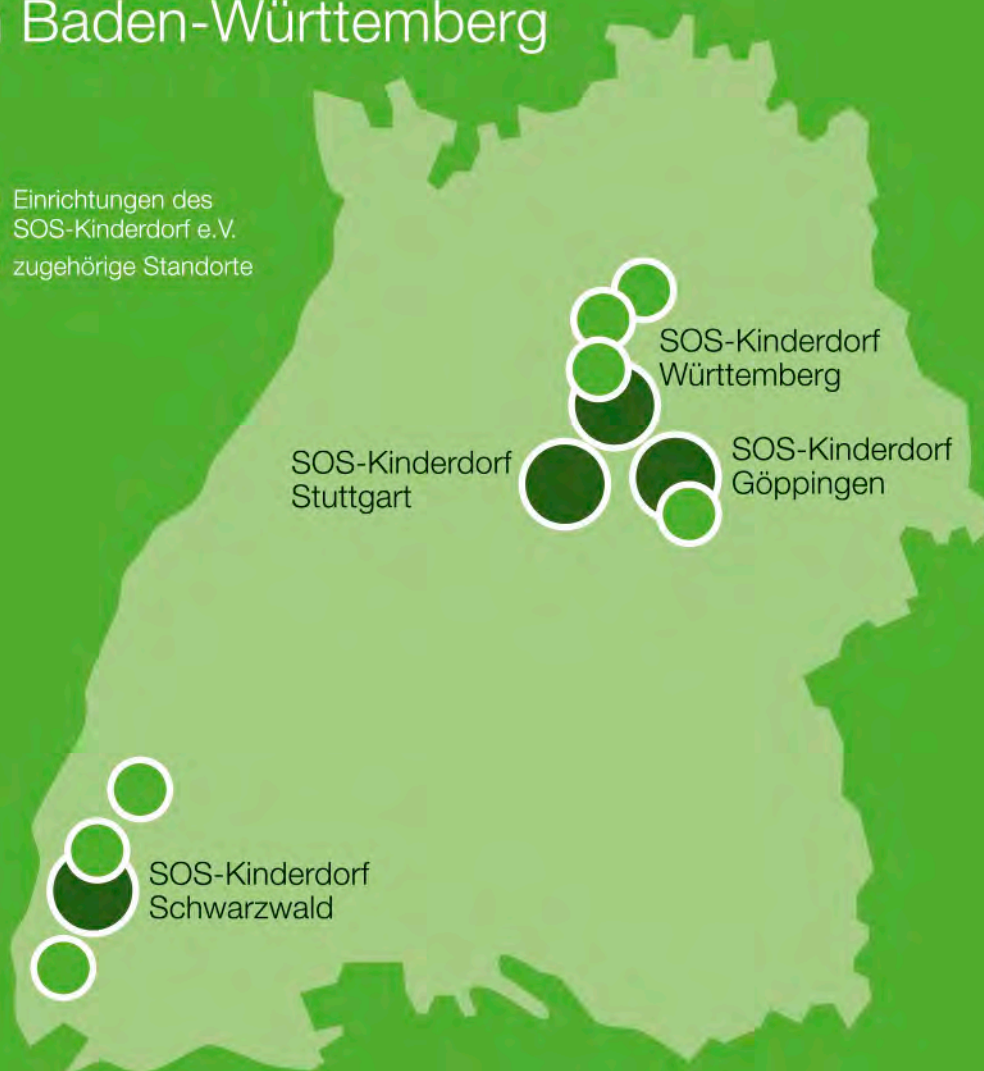 Baden-Württemberg
Einrichtungen des
SOS-Kinderdorf e.V.
zugehörige Standorte
SOS-Kinderdorf
Württemberg
SOS-Kinderdorf
Göppingen
SOS-Kinderdorf
Stuttgart
SOS-Kinderdorf
Schwarzwald